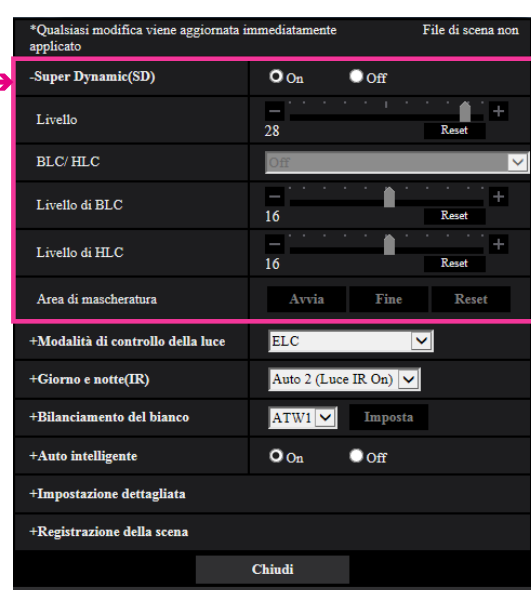 *Qualsiasi modifica viene aggiornata immediatamente File di scena non
applicato
-Super Dynamic(SD) On Off
Livello 28 Reset
BLC/ HLC Off
Livello di BLC 16 Reset
Livello di HLC 16 Reset
Area di mascheratura Avvia Fine Reset
+Modalità di controllo della luce ELC
+Giorno e notte(IR) Auto 2 (Luce IR On)
+Bilanciamento del bianco ATW1 Imposta
+Auto intelligente On Off
+Impostazione dettagliata
+Registrazione della scena
Chiudi